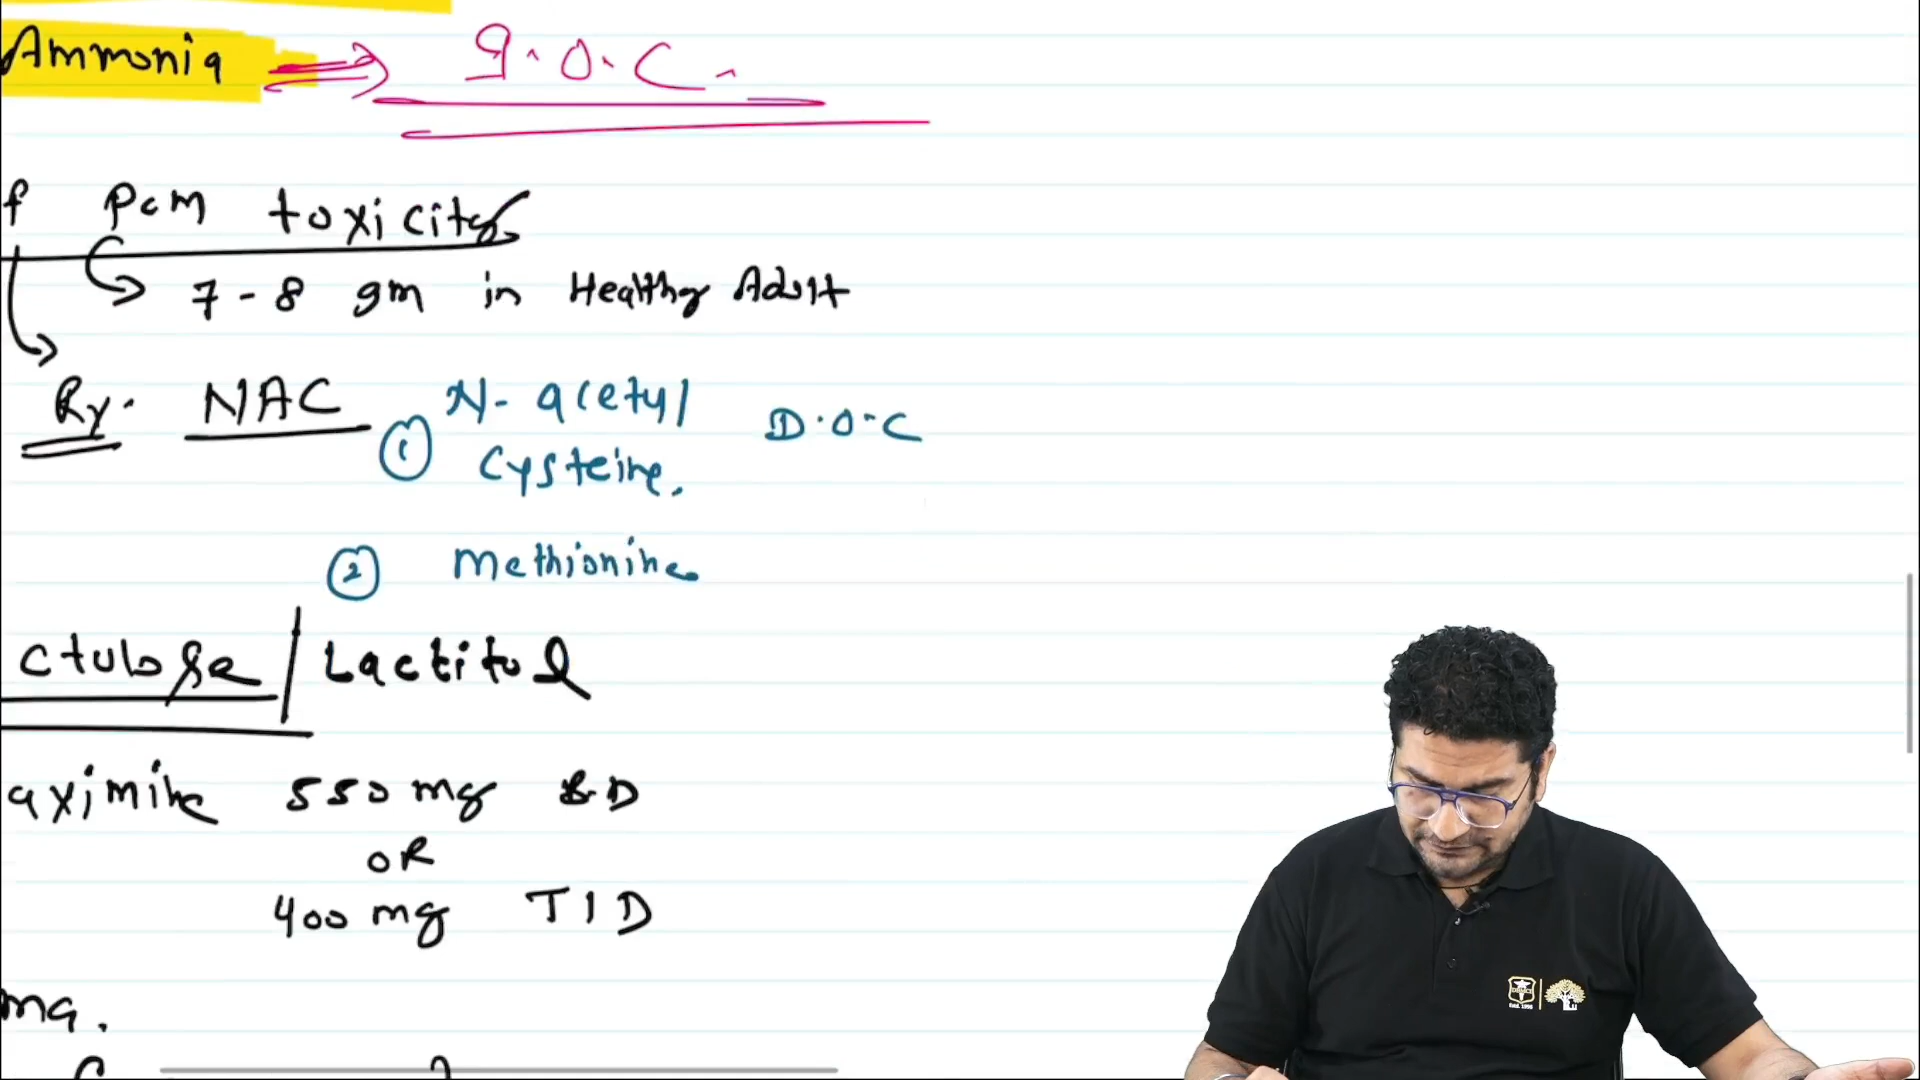 Ammonia ⇒ I.O.C.
f Pcm toxicity
→ 7-8 gm in Healthy Adult
Rx. NAC ① N-acetyl Cysteine. D.O.C
② Methionine
ctulose / Lactitol
aximine 550 mg BD
OR
400 mg TID
ma.